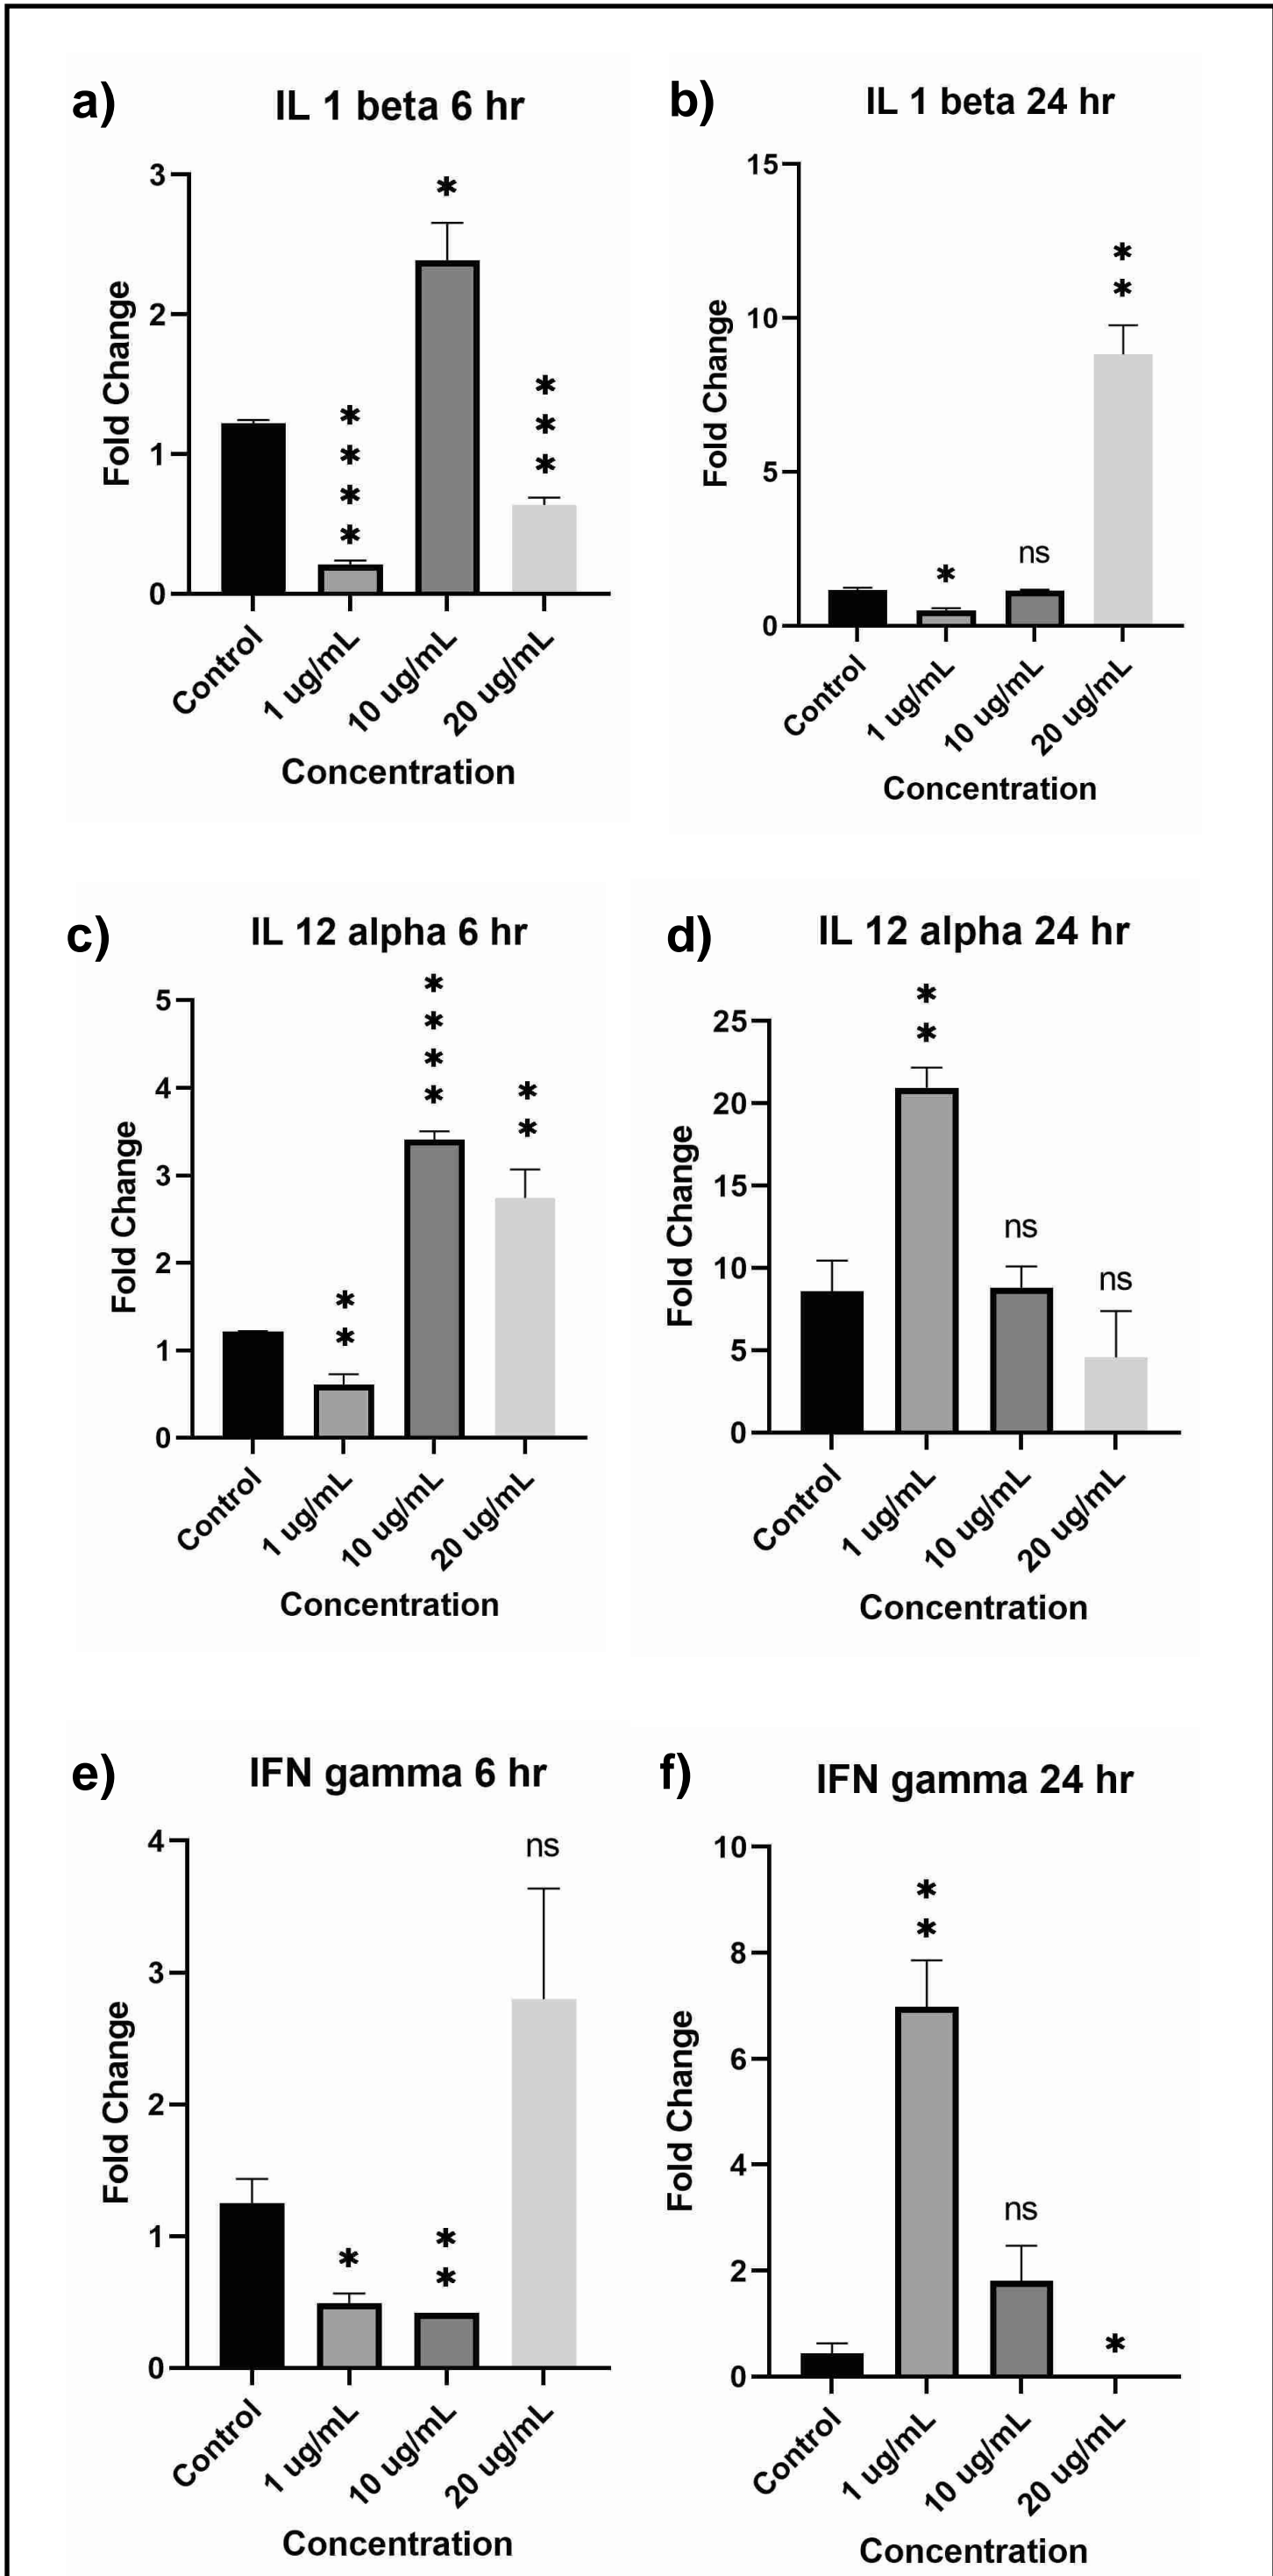 a) IL 1 beta 6 hr
3
2
1
0
Fold Change
*
*
*
*
*
*
*
*
Control
1 ug/mL
10 ug/mL
20 ug/mL
Concentration
b) IL 1 beta 24 hr
15
10
5
0
Fold Change
*
ns
*
*
Control
1 ug/mL
10 ug/mL
20 ug/mL
Concentration
c) IL 12 alpha 6 hr
5
4
3
2
1
0
Fold Change
*
*
*
*
*
*
*
*
Control
1 ug/mL
10 ug/mL
20 ug/mL
Concentration
d) IL 12 alpha 24 hr
25
20
15
10
5
0
Fold Change
*
*
ns
ns
Control
1 ug/mL
10 ug/mL
20 ug/mL
Concentration
e) IFN gamma 6 hr
4
3
2
1
0
Fold Change
*
*
*
ns
Control
1 ug/mL
10 ug/mL
20 ug/mL
Concentration
f) IFN gamma 24 hr
10
8
6
4
2
0
Fold Change
*
*
ns
*
Control
1 ug/mL
10 ug/mL
20 ug/mL
Concentration